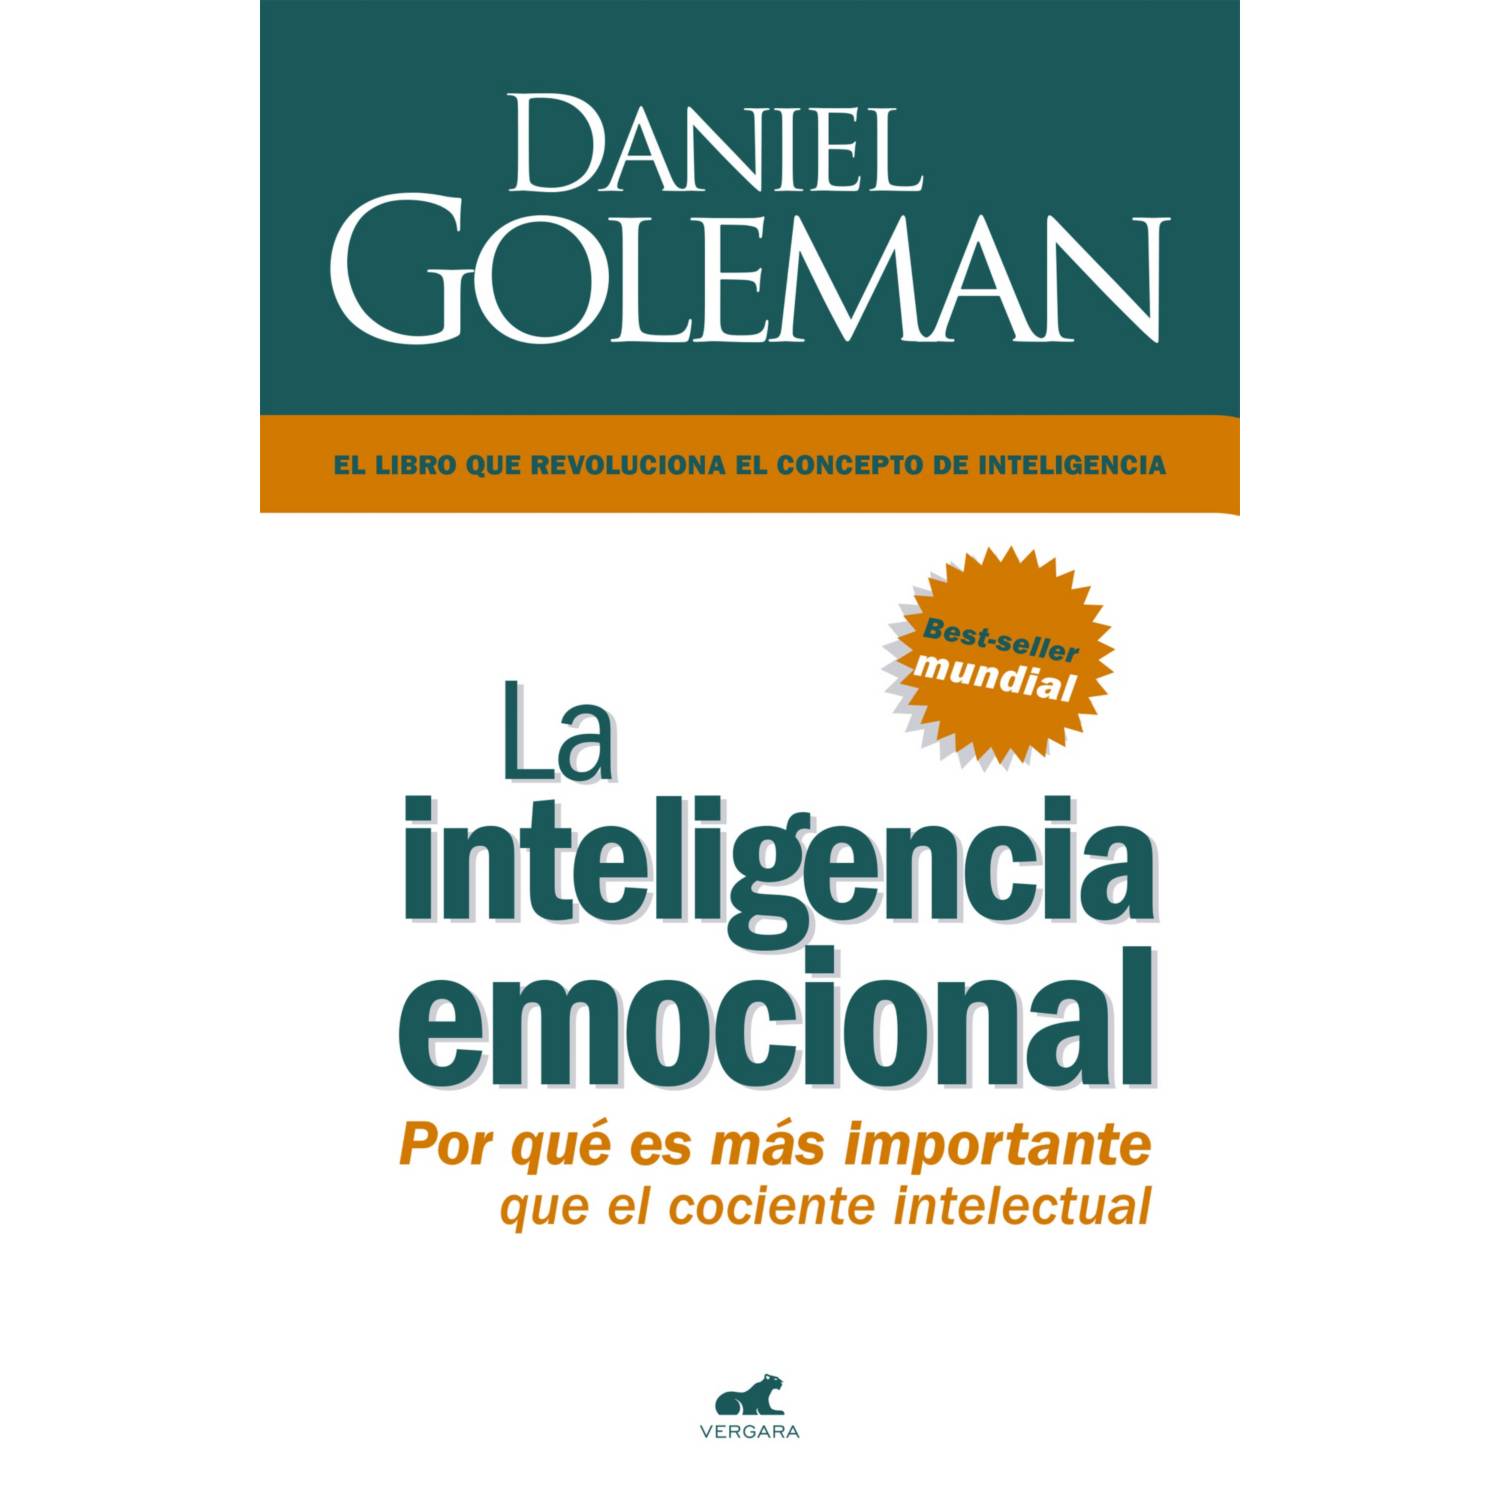 DANIEL
GOLEMAN
EL LIBRO QUE REVOLUCIONA EL CONCEPTO DE INTELIGENCIA
Best-seller
mundial
La
inteligencia
emocional
Por qué es más importante
que el cociente intelectual
VERGARA